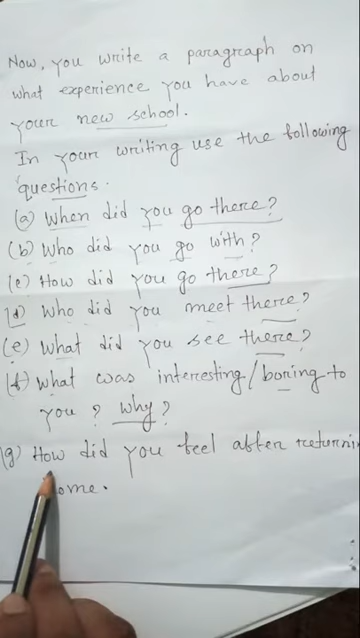 Now, you write a paragraph on
what experience you have about
your new school.
In your writing use the following
questions.
(a) When did you go there?
(b) Who did you go with?
(c) How did you go there?
(d) Who did you meet there?
(e) What did you see there?
(f) What was interesting/boring to
you? why?
(g) How did you feel after returnin
ome.